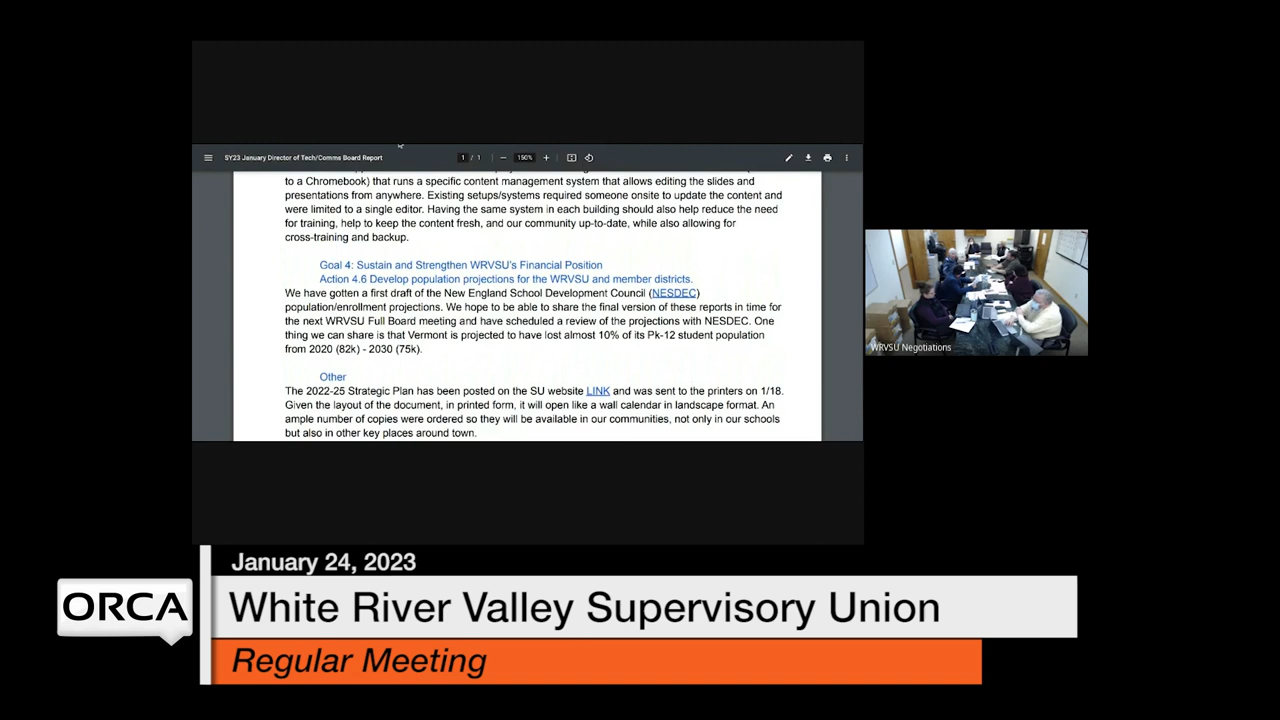 SY23 January Director of Tech/Comms Board Report
1 / 1
150%
to a Chromebook) that runs a specific content management system that allows editing the slides and
presentations from anywhere. Existing setups/systems required someone onsite to update the content and
were limited to a single editor. Having the same system in each building should also help reduce the need
for training, help to keep the content fresh, and our community up-to-date, while also allowing for
cross-training and backup.
Goal 4: Sustain and Strengthen WRVSU's Financial Position
Action 4.6 Develop population projections for the WRVSU and member districts.
We have gotten a first draft of the New England School Development Council (NESDEC)
population/enrollment projections. We hope to be able to share the final version of these reports in time for
the next WRVSU Full Board meeting and have scheduled a review of the projections with NESDEC. One
thing we can share is that Vermont is projected to have lost almost 10% of its Pk-12 student population
from 2020 (82k) - 2030 (75k).
Other
The 2022-25 Strategic Plan has been posted on the SU website LINK and was sent to the printers on 1/18.
Given the layout of the document, in printed form, it will open like a wall calendar in landscape format. An
ample number of copies were ordered so they will be available in our communities, not only in our schools
but also in other key places around town.
WRVSU Negotiations
January 24, 2023
ORCA
White River Valley Supervisory Union
Regular Meeting